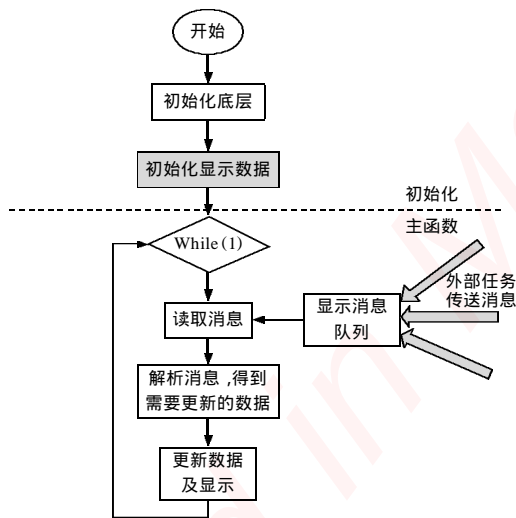 开始
初始化底层
初始化显示数据
初始化
主函数
While(1)
外部任务
传送消息
显示消息
队列
读取消息
解析消息,得到
需要更新的数据
更新数据
及显示